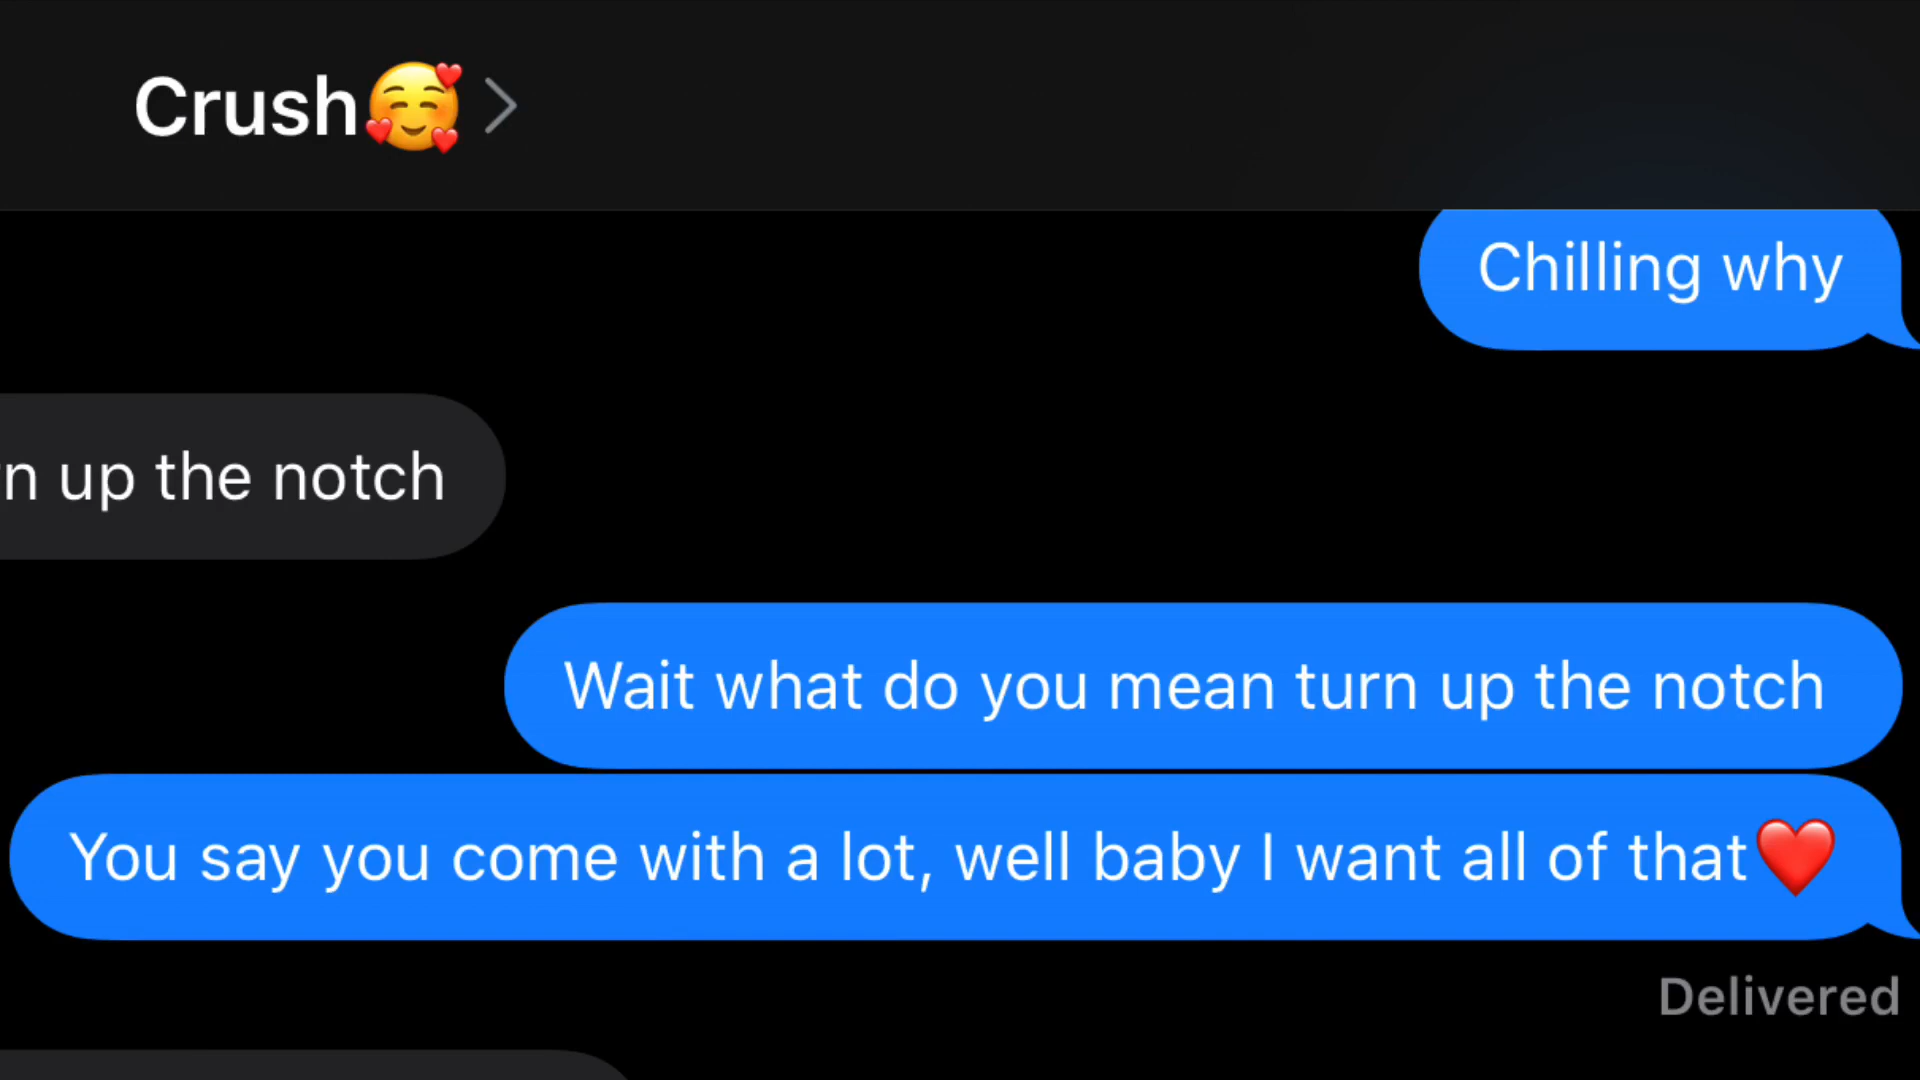 Crush🥰
Chilling why
n up the notch
Wait what do you mean turn up the notch
You say you come with a lot, well baby I want all of that❤️
Delivered